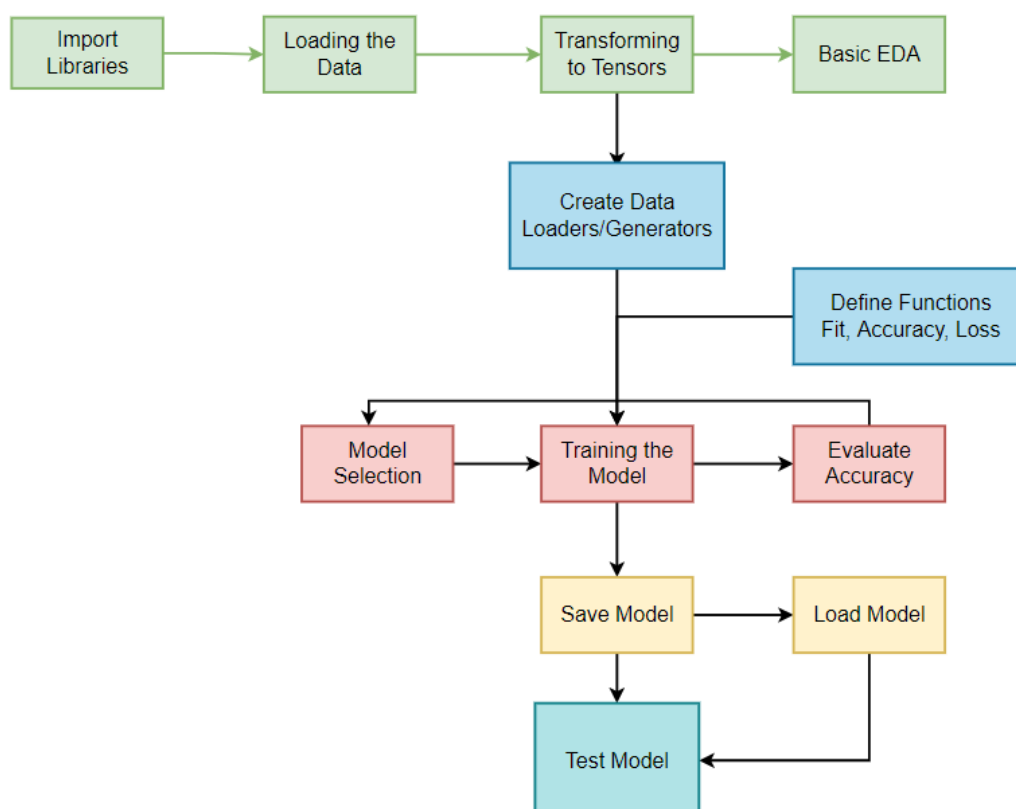 Import
Libraries
Loading the
Data
Transforming
to Tensors
Basic EDA
Create Data
Loaders/Generators
Define Functions
Fit, Accuracy, Loss
Model
Selection
Training the
Model
Evaluate
Accuracy
Save Model
Load Model
Test Model